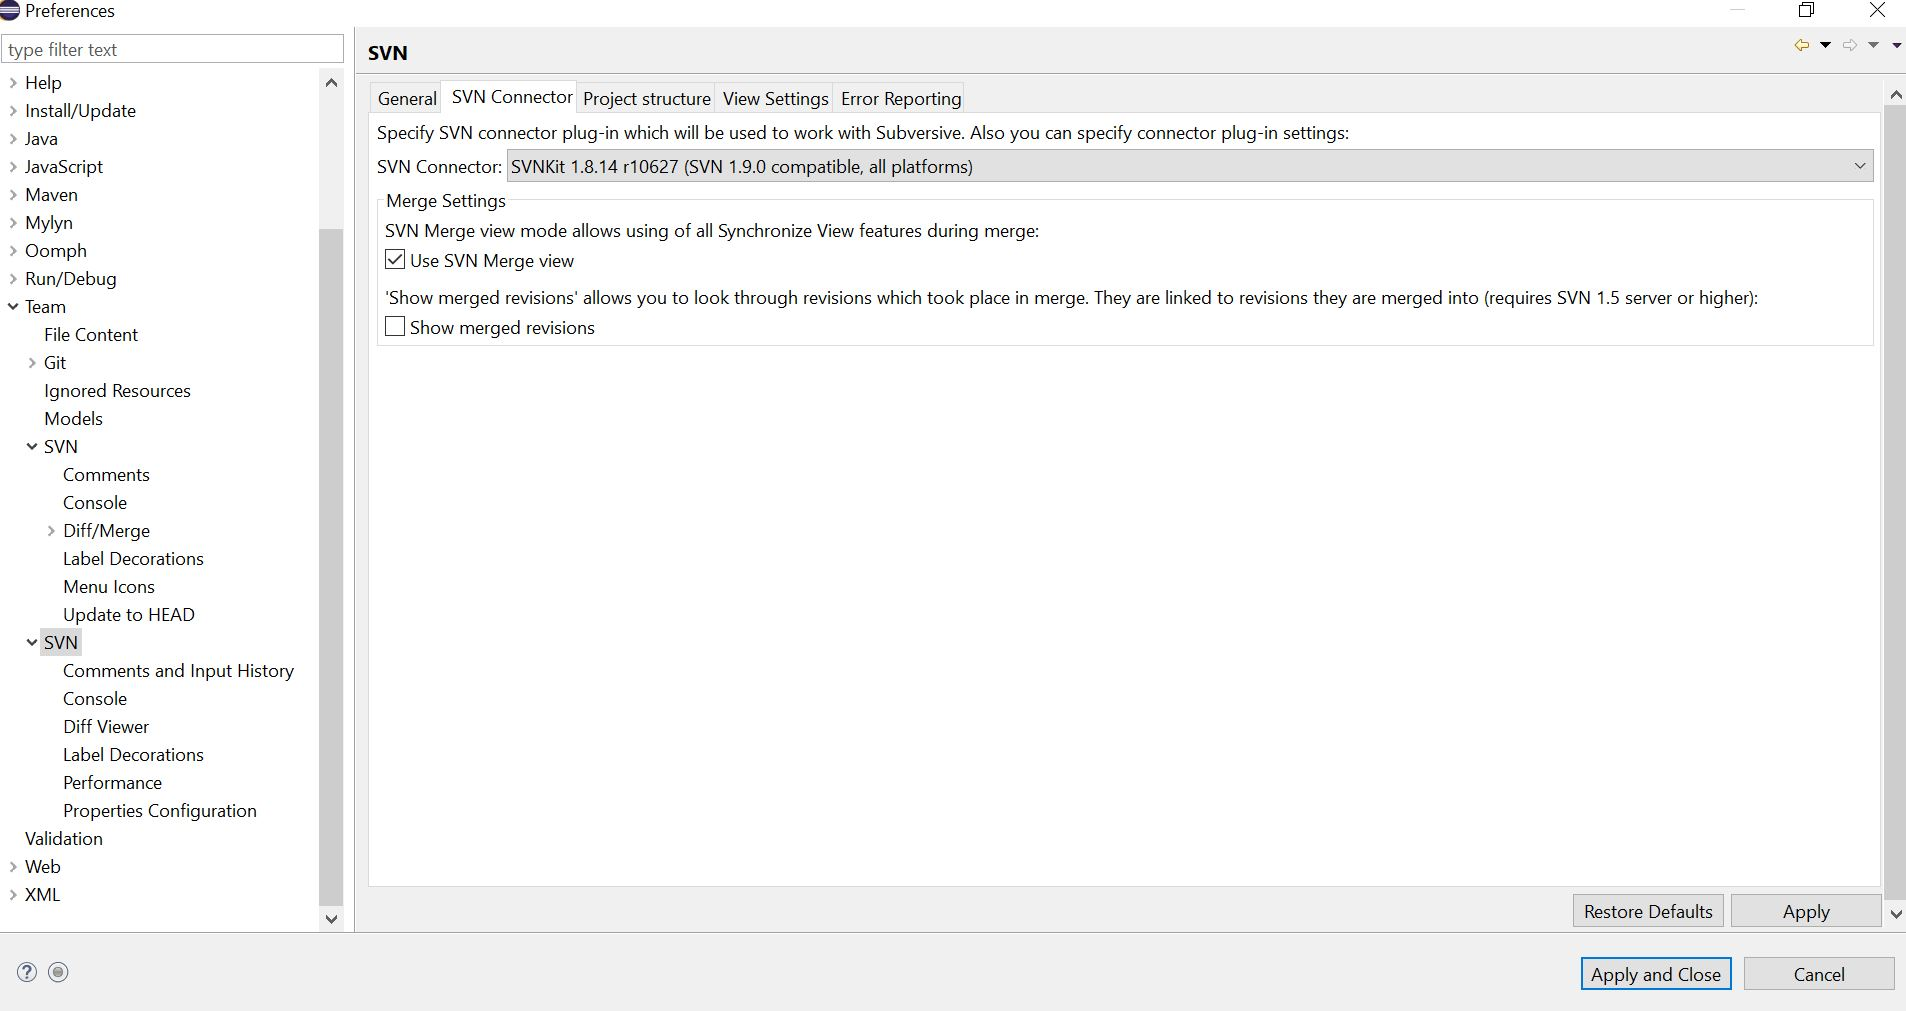 Preferences
type filter text
Help
Install/Update
Java
JavaScript
Maven
Mylyn
Oomph
Run/Debug
Team
File Content
Git
Ignored Resources
Models
SVN
Comments
Console
Diff/Merge
Label Decorations
Menu Icons
Update to HEAD
SVN
Comments and Input History
Console
Diff Viewer
Label Decorations
Performance
Properties Configuration
Validation
Web
XML
SVN
General SVN Connector Project structure View Settings Error Reporting
Specify SVN connector plug-in which will be used to work with Subversive. Also you can specify connector plug-in settings:
SVN Connector: SVNKit 1.8.14 r10627 (SVN 1.9.0 compatible, all platforms)
Merge Settings
SVN Merge view mode allows using of all Synchronize View features during merge:
Use SVN Merge view
'Show merged revisions' allows you to look through revisions which took place in merge. They are linked to revisions they are merged into (requires SVN 1.5 server or higher):
Show merged revisions
Restore Defaults Apply
? Apply and Close Cancel